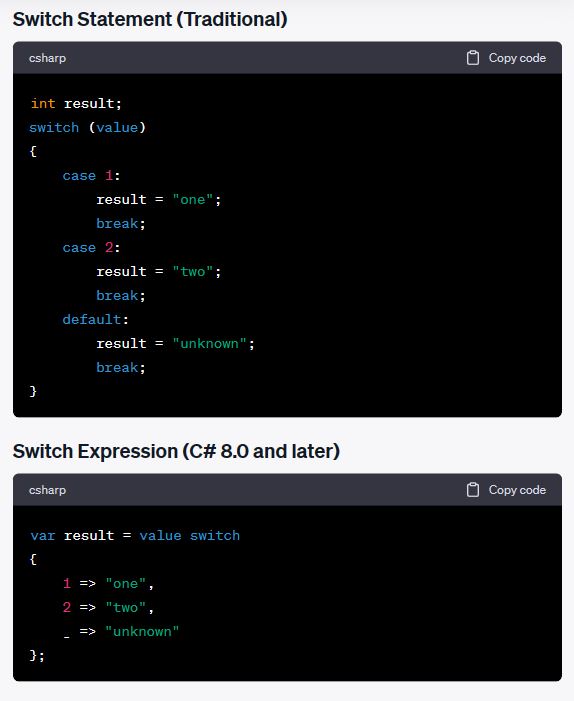 Switch Statement (Traditional)
csharp
Copy code
int result;
switch (value)
{
    case 1:
        result = "one";
        break;
    case 2:
        result = "two";
        break;
    default:
        result = "unknown";
        break;
}
Switch Expression (C# 8.0 and later)
csharp
Copy code
var result = value switch
{
    1 => "one",
    2 => "two",
    _ => "unknown"
};